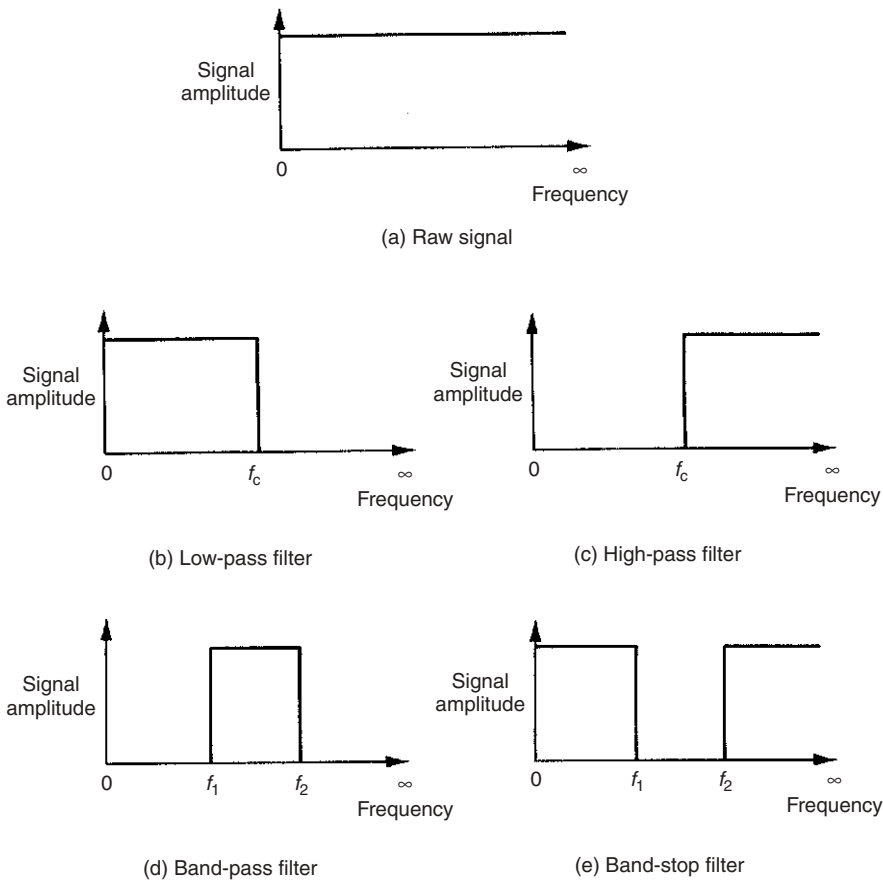 Signal
amplitude
0
∞
Frequency
(a) Raw signal
Signal
amplitude
0
fc
∞
Frequency
(b) Low-pass filter
Signal
amplitude
0
fc
∞
Frequency
(c) High-pass filter
Signal
amplitude
0
f1
f2
∞
Frequency
(d) Band-pass filter
Signal
amplitude
0
f1
f2
∞
Frequency
(e) Band-stop filter